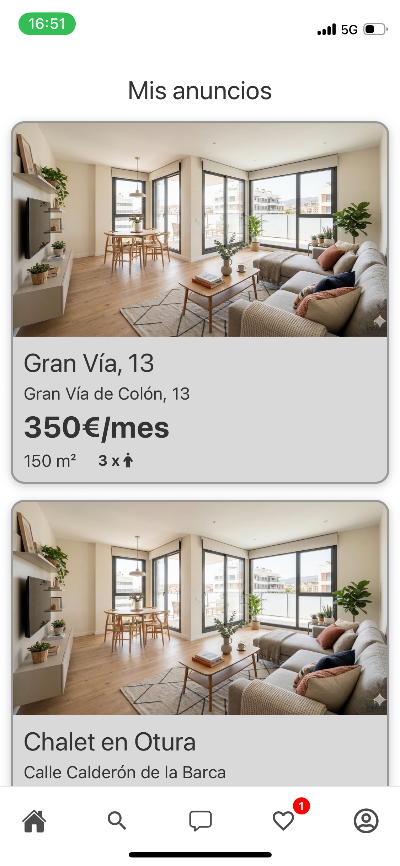 16:51
5G
Mis anuncios
Gran Vía, 13
Gran Vía de Colón, 13
350€/mes
150 m² 3 x
Chalet en Otura
Calle Calderón de la Barca
1